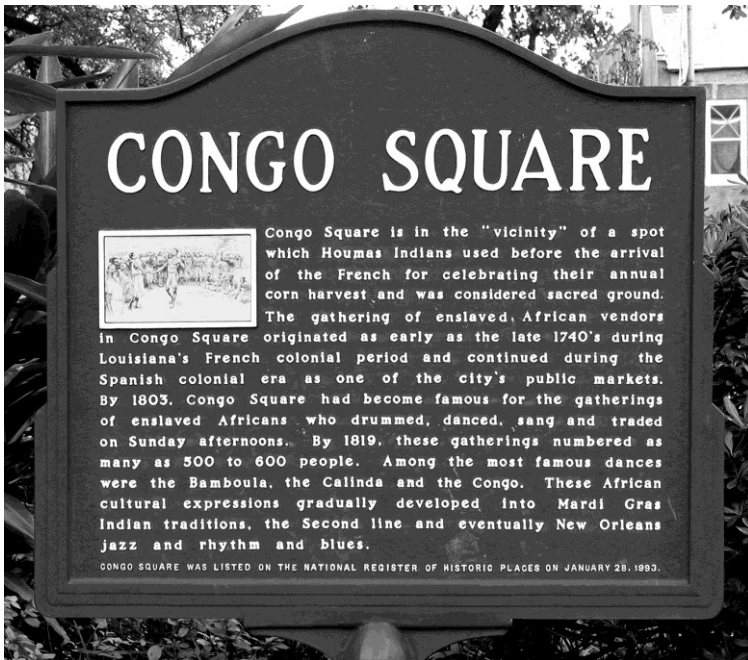 CONGO SQUARE
Congo Square is in the "vicinity" of a spot
which Houmas Indians used before the arrival
of the French for celebrating their annual
corn harvest and was considered sacred ground.
The gathering of enslaved African vendors
in Congo Square originated as early as the late 1740's during
Louisiana's French colonial period and continued during the
Spanish colonial era as one of the city's public markets.
By 1803, Congo Square had become famous for the gatherings
of enslaved Africans who drummed, danced, sang and traded
on Sunday afternoons. By 1819, these gatherings numbered as
many as 500 to 600 people. Among the most famous dances
were the Bamboula, the Calinda and the Congo. These African
cultural expressions gradually developed into Mardi Gras
Indian traditions, the Second line and eventually New Orleans
jazz and rhythm and blues.
CONGO SQUARE WAS LISTED ON THE NATIONAL REGISTER OF HISTORIC PLACES ON JANUARY 28, 1993.